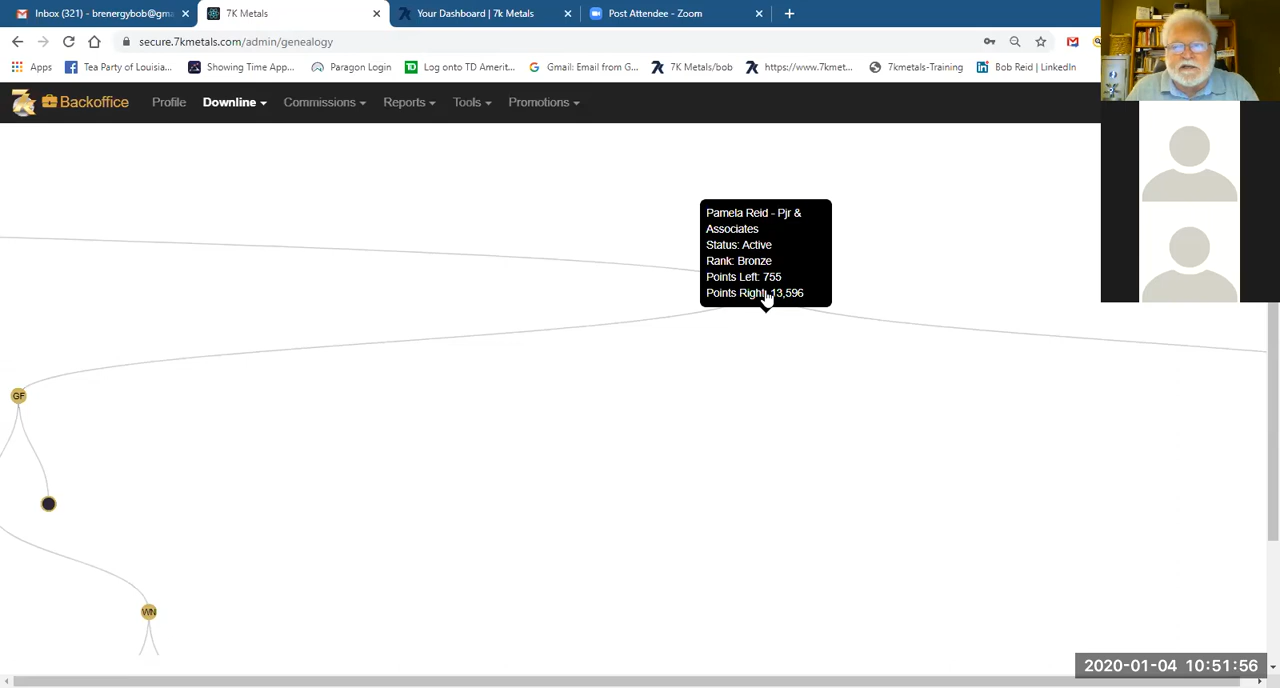 Inbox (321) - brenergybob@gma
7K Metals
Your Dashboard | 7k Metals
Post Attendee - Zoom
secure.7kmetals.com/admin/genealogy
Apps
Tea Party of Louisia...
Showing Time App...
Paragon Login
Log onto TD Amerit...
Gmail: Email from G...
7K Metals/bob
https://www.7kmet...
7kmetals-Training
Bob Reid | LinkedIn
Backoffice
Profile
Downline
Commissions
Reports
Tools
Promotions
Pamela Reid - Pjr &
Associates
Status: Active
Rank: Bronze
Points Left: 755
Points Right: 13,596
GF
WN
2020-01-04 10:51:56